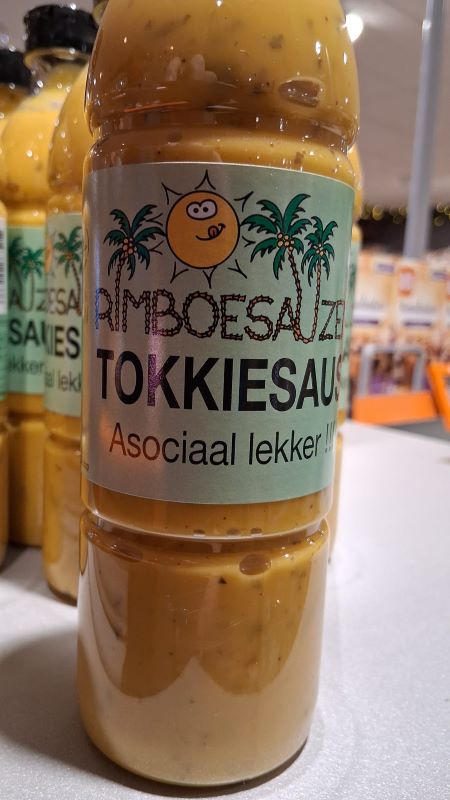 RIMBOESAUZEN
TOKKIESAUS
Asociaal lekker !!!